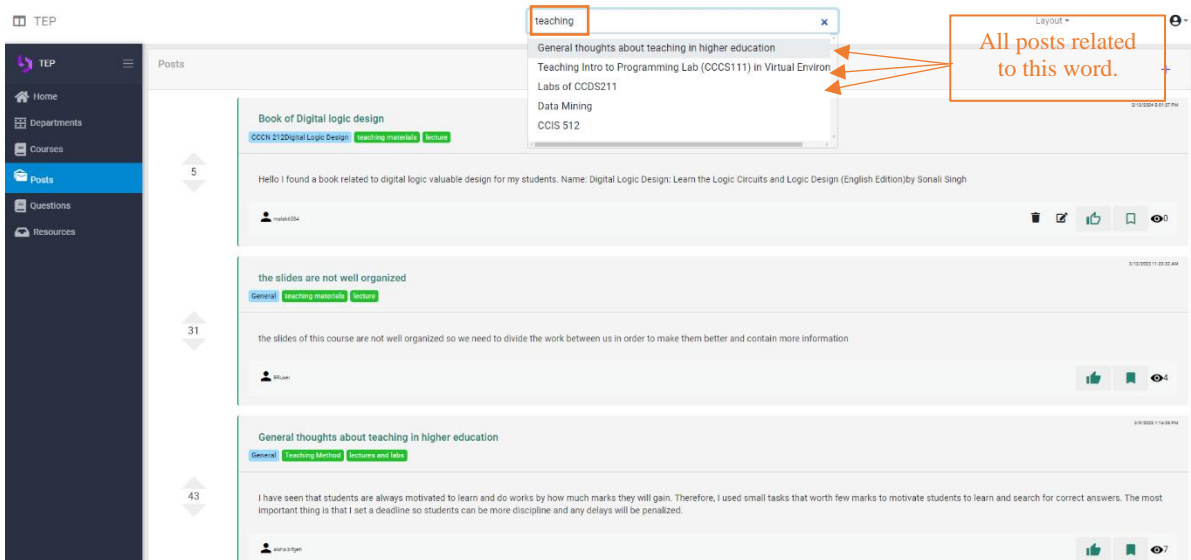 TEP
teaching
Layout
All posts related
to this word.
TEP
Posts
General thoughts about teaching in higher education
Teaching Intro to Programming Lab (CCCS111) in Virtual Environ
Labs of CCDS211
Data Mining
CCIS 512
Home
Departments
Courses
Posts
Questions
Resources
Book of Digital logic design
CCCN 212Digital Logic Design teaching materials lecture
5
Hello I found a book related to digital logic valuable design for my students. Name: Digital Logic Design: Learn the Logic Circuits and Logic Design (English Edition)by Sonali Singh
0
the slides are not well organized
General teaching materials lecture
31
the slides of this course are not well organized so we need to divide the work between us in order to make them better and contain more information
4
General thoughts about teaching in higher education
General Teaching Method lectures and labs
43
I have seen that students are always motivated to learn and do works by how much marks they will gain. Therefore, I used small tasks that worth few marks to motivate students to learn and search for correct answers. The most
important thing is that I set a deadline so students can be more discipline and any delays will be penalized.
7